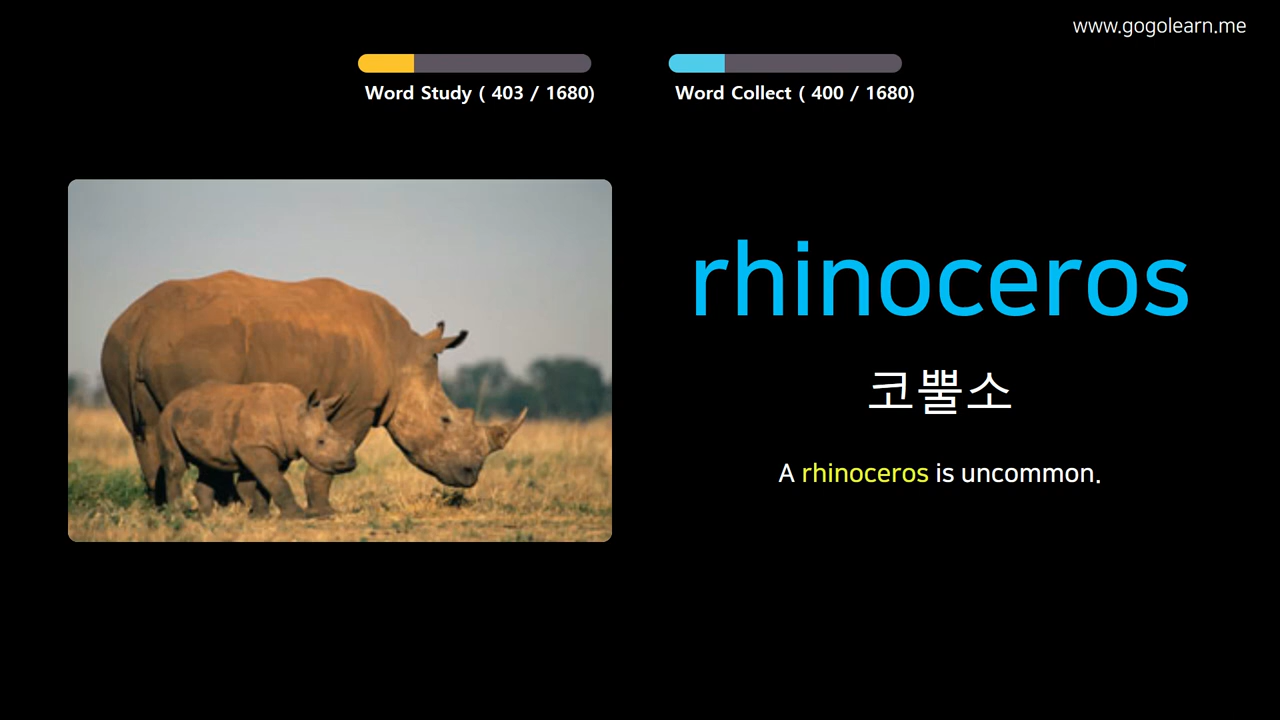 www.gogolearn.me
Word Study ( 403 / 1680)
Word Collect ( 400 / 1680)
rhinoceros
코뿔소
A rhinoceros is uncommon.